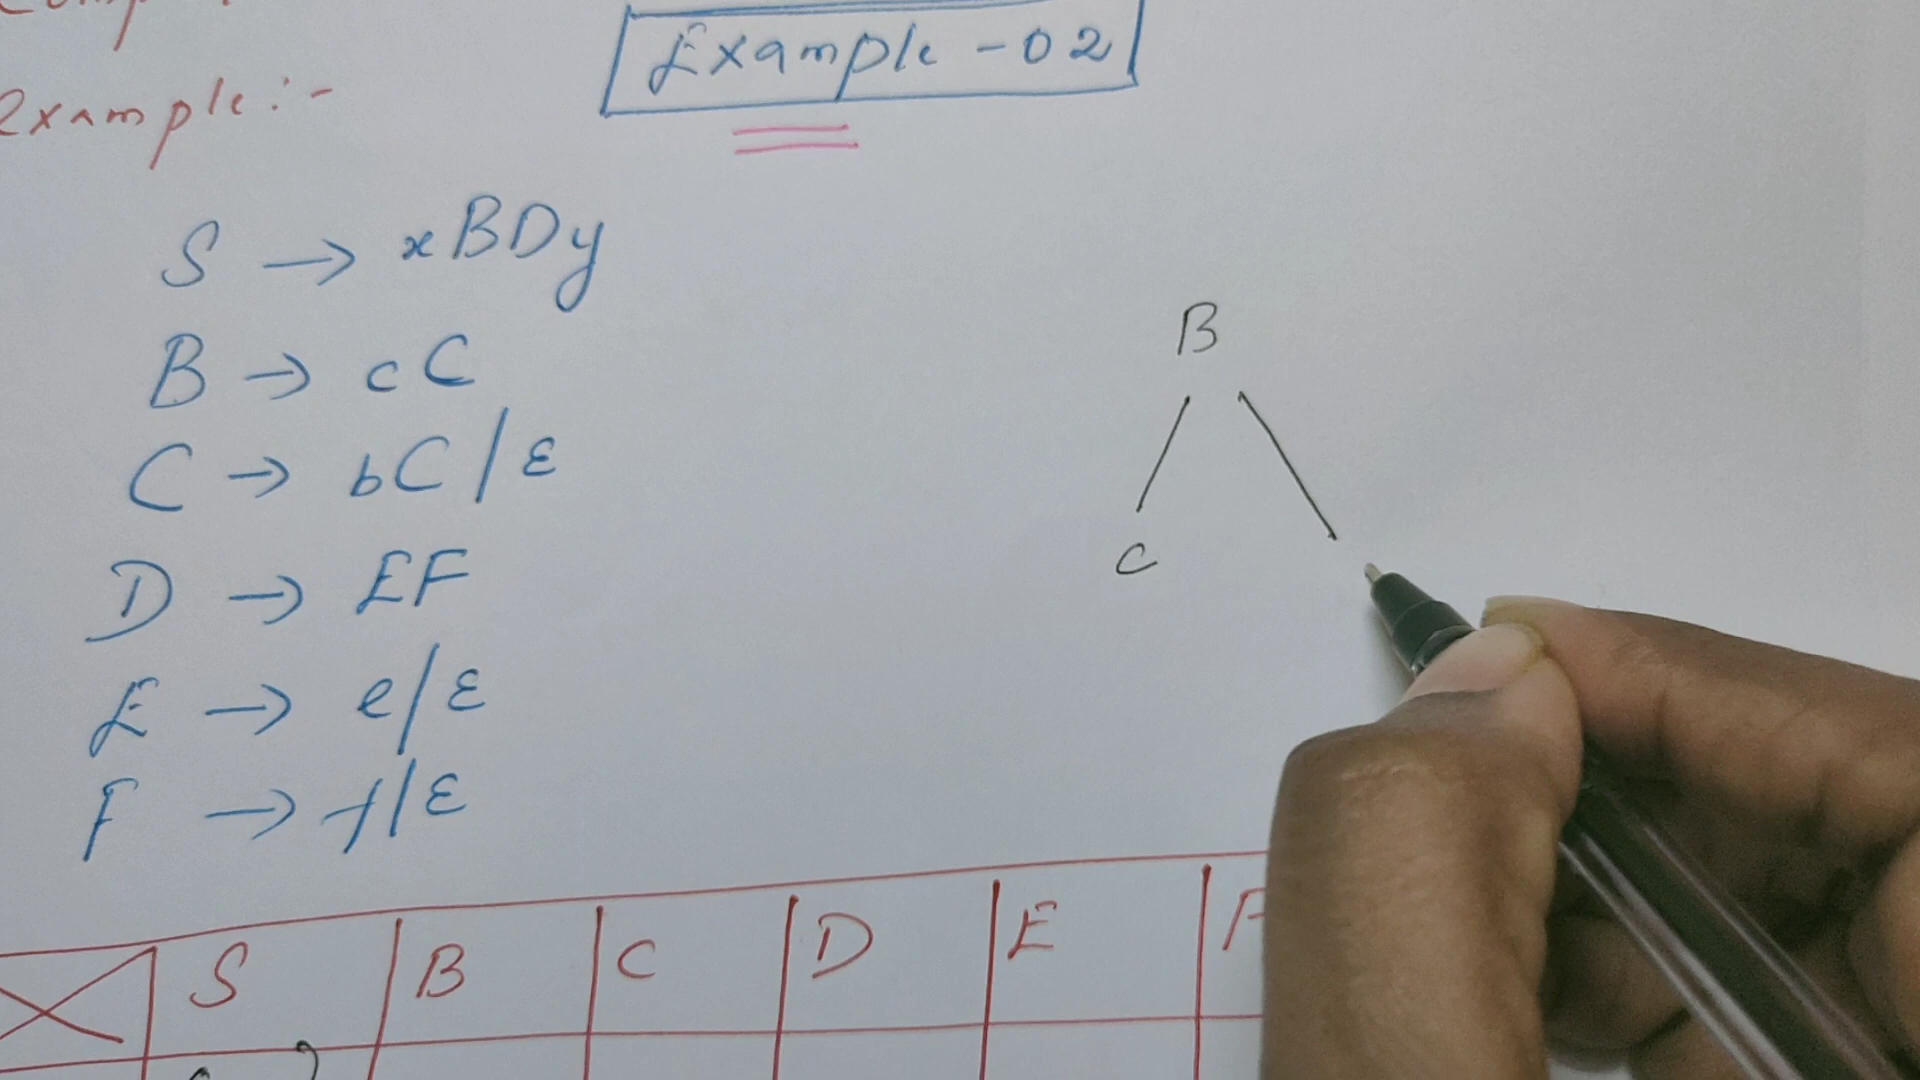 Example:-
Example -02
S → xBDy
B → cC
C → bC/ε
D → EF
E → e/ε
F → f/ε
B
c
S B C D E F